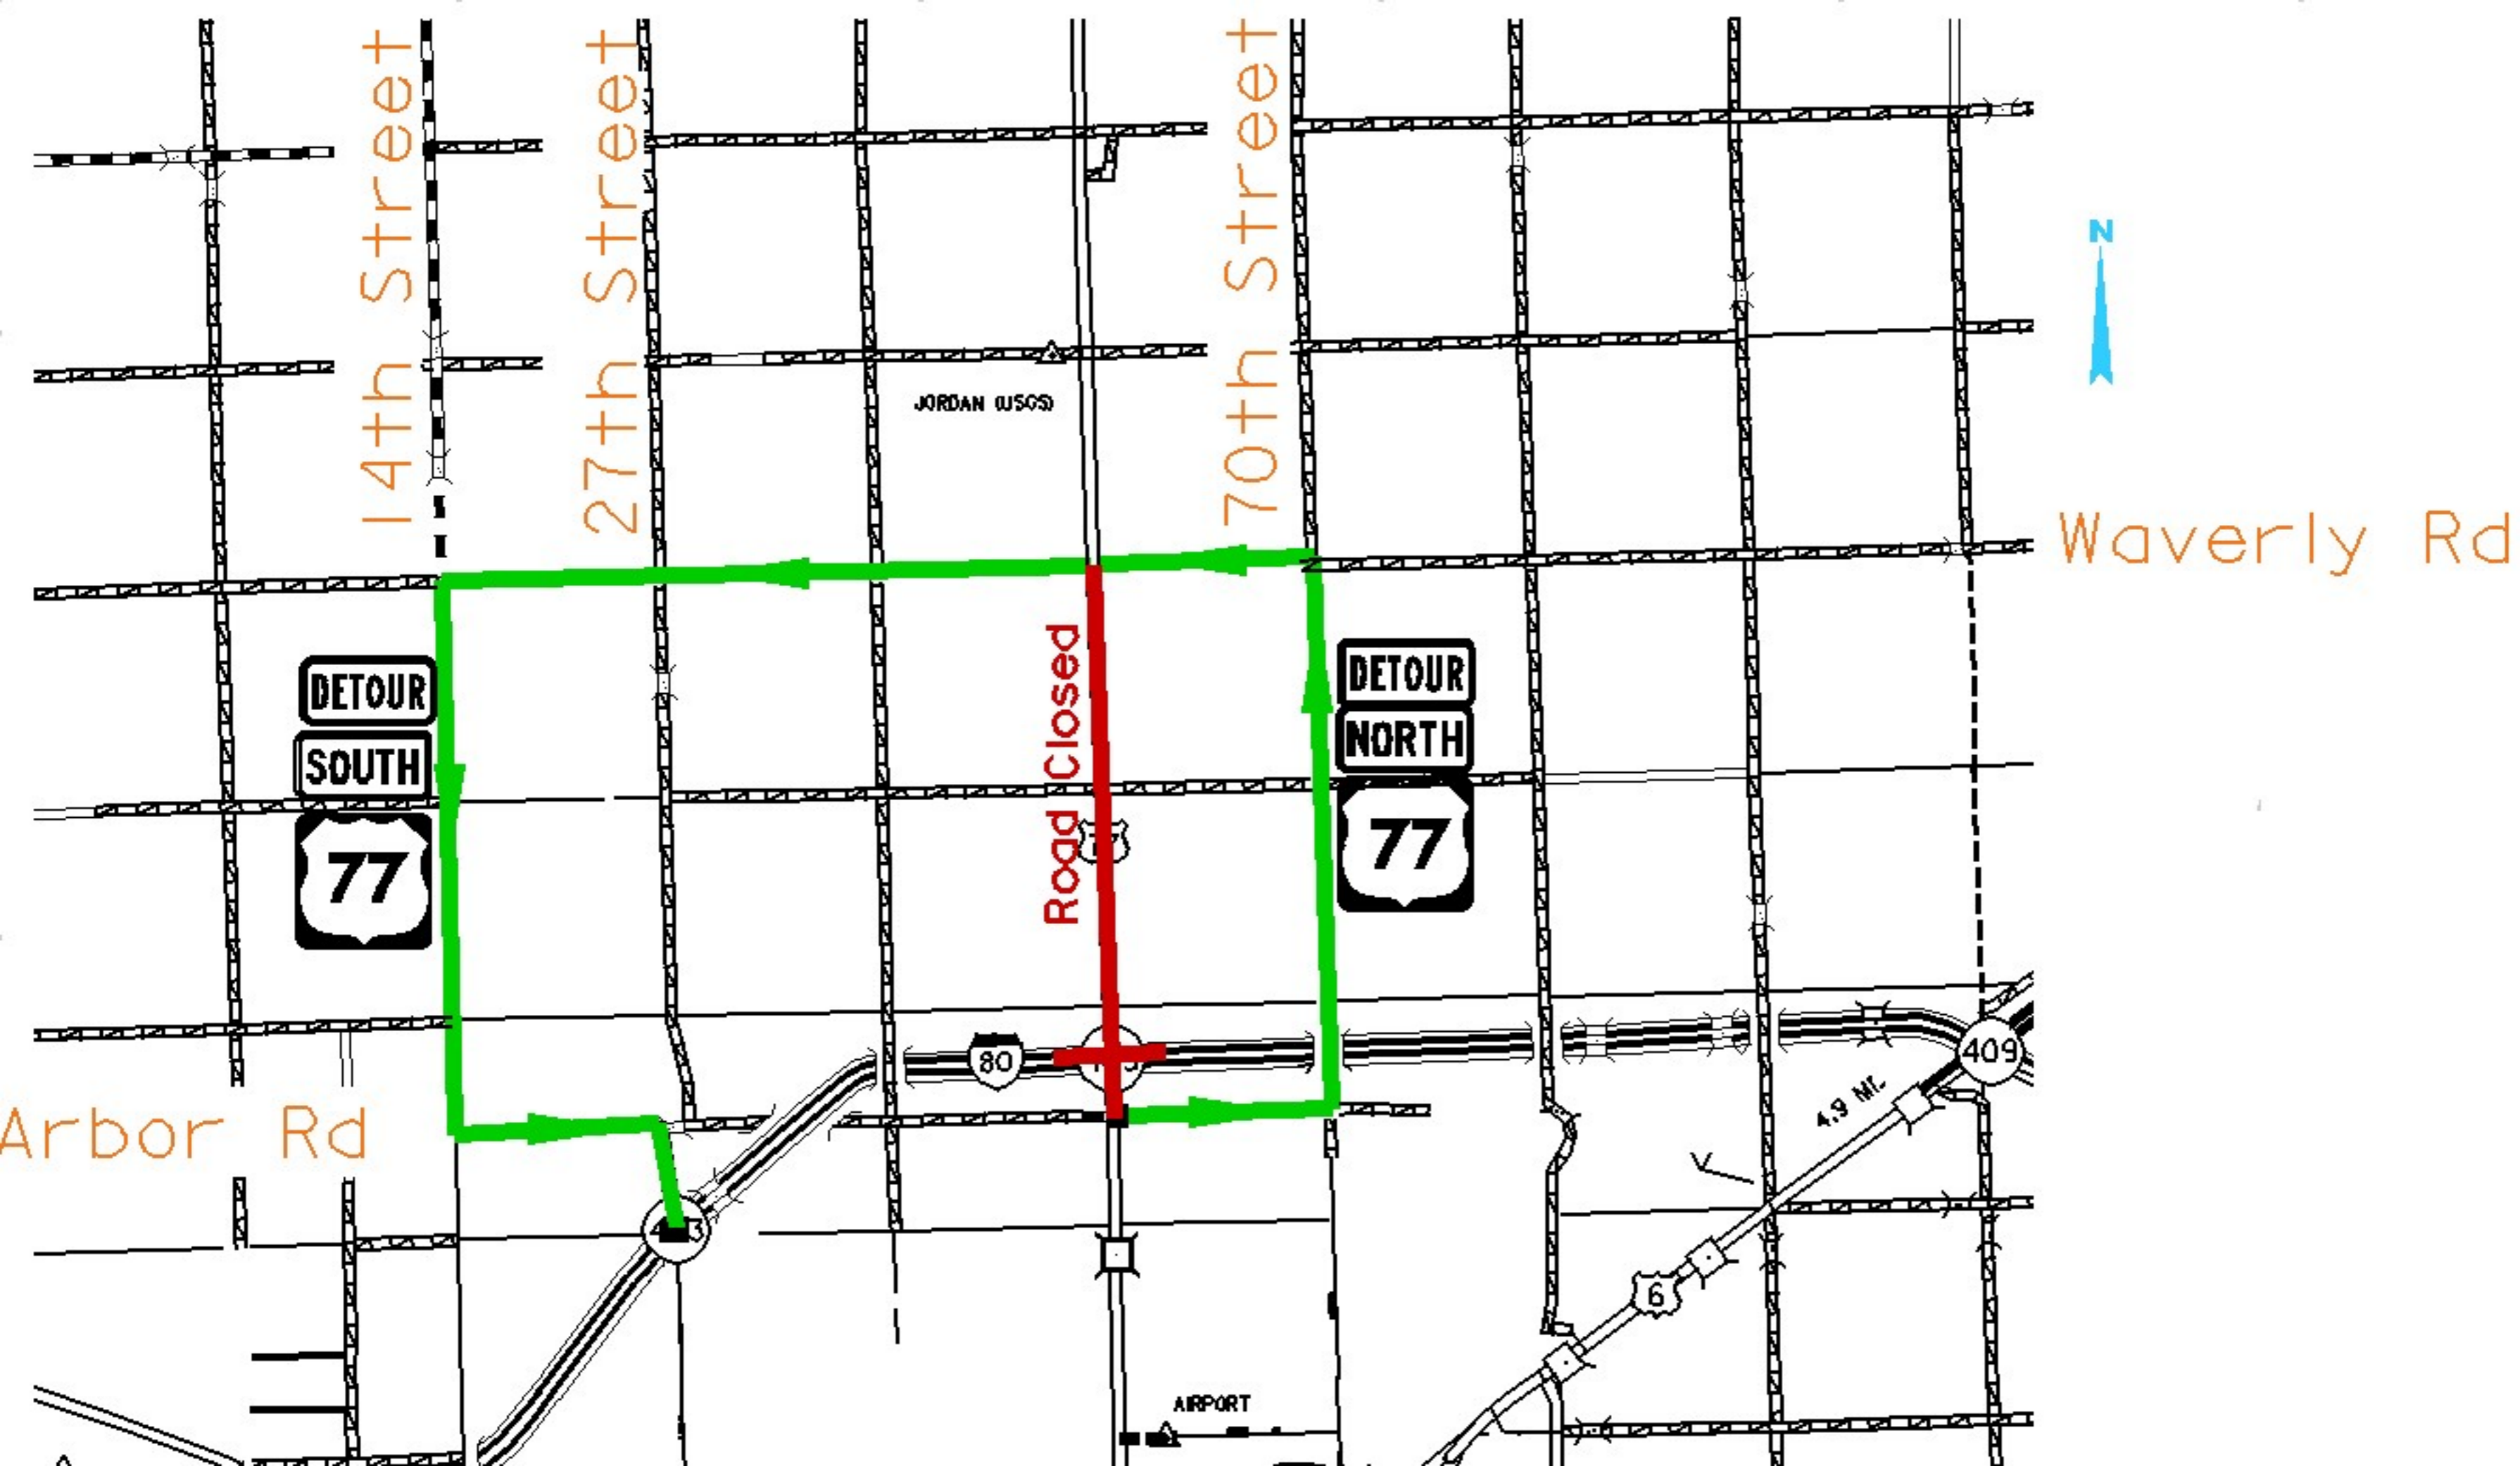 14th Street
27th Street
70th Street
N
JORDAN (USGS)
Waverly Rd
Road Closed
DETOUR
SOUTH
77
DETOUR
NORTH
77
80
409
4.9 MI.
Arbor Rd
6
AIRPORT